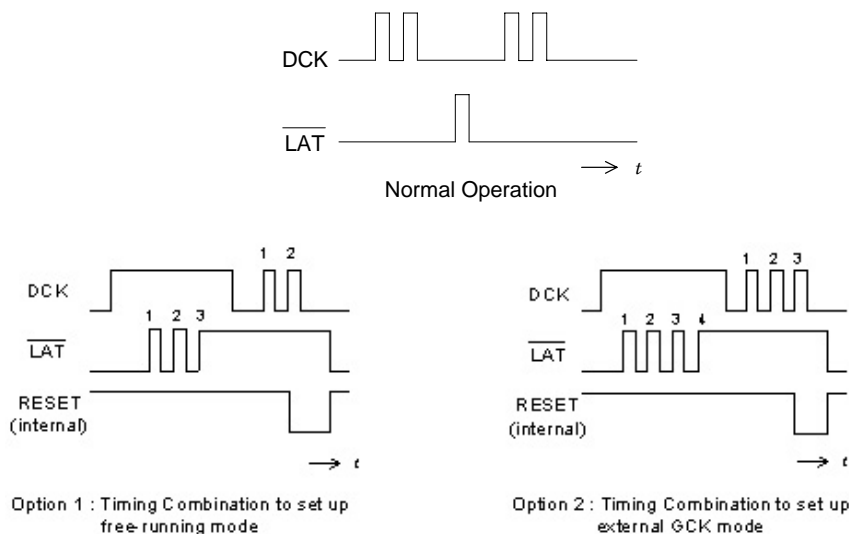 DCK
LAT
t
Normal Operation
1 2
DCK
1 2 3
LAT
RESET
(internal)
t
Option 1 : Timing Combination to set up
free-running mode
1 2 3
DCK
1 2 3 4
LAT
RESET
(internal)
t
Option 2 : Timing Combination to set up
external GCK mode